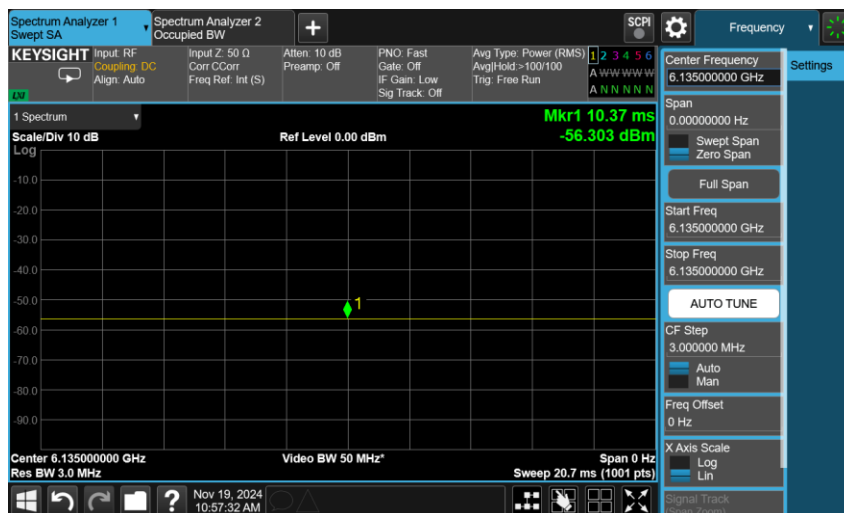 Spectrum Analyzer 1
Swept SA
Spectrum Analyzer 2
Occupied BW
+
SCPI
Frequency
KEYSIGHT
LXI
Input: RF
Coupling: DC
Align: Auto
Input Z: 50 Ω
Corr CCorr
Freq Ref: Int (S)
Atten: 10 dB
Preamp: Off
PNO: Fast
Gate: Off
IF Gain: Low
Sig Track: Off
Avg Type: Power (RMS)
Avg|Hold:>100/100
Trig: Free Run
1 2 3 4 5 6
A W W W W W
A N N N N N
1 Spectrum
Scale/Div 10 dB
Log
Ref Level 0.00 dBm
Mkr1 10.37 ms
-56.303 dBm
-10.0
-20.0
-30.0
-40.0
-50.0
-60.0
-70.0
-80.0
-90.0
1
Center 6.135000000 GHz
Res BW 3.0 MHz
Video BW 50 MHz*
Span 0 Hz
Sweep 20.7 ms (1001 pts)
?
Nov 19, 2024
10:57:32 AM
Center Frequency
6.135000000 GHz
Settings
Span
0.00000000 Hz
Swept Span
Zero Span
Full Span
Start Freq
6.135000000 GHz
Stop Freq
6.135000000 GHz
AUTO TUNE
CF Step
3.000000 MHz
Auto
Man
Freq Offset
0 Hz
X Axis Scale
Log
Lin
Signal Track
(Span Zoom)